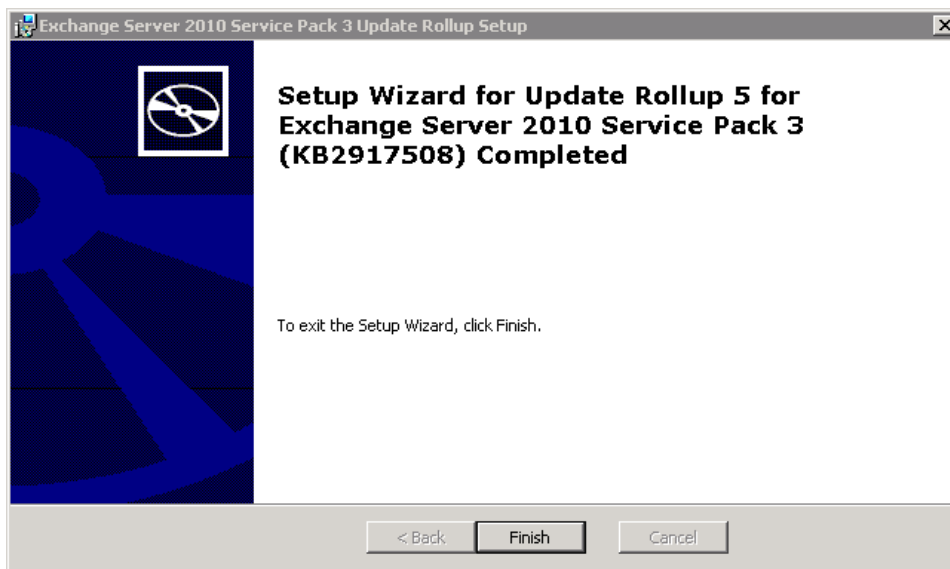 Exchange Server 2010 Service Pack 3 Update Rollup Setup
Setup Wizard for Update Rollup 5 for
Exchange Server 2010 Service Pack 3
(KB2917508) Completed
To exit the Setup Wizard, click Finish.
< Back
Finish
Cancel